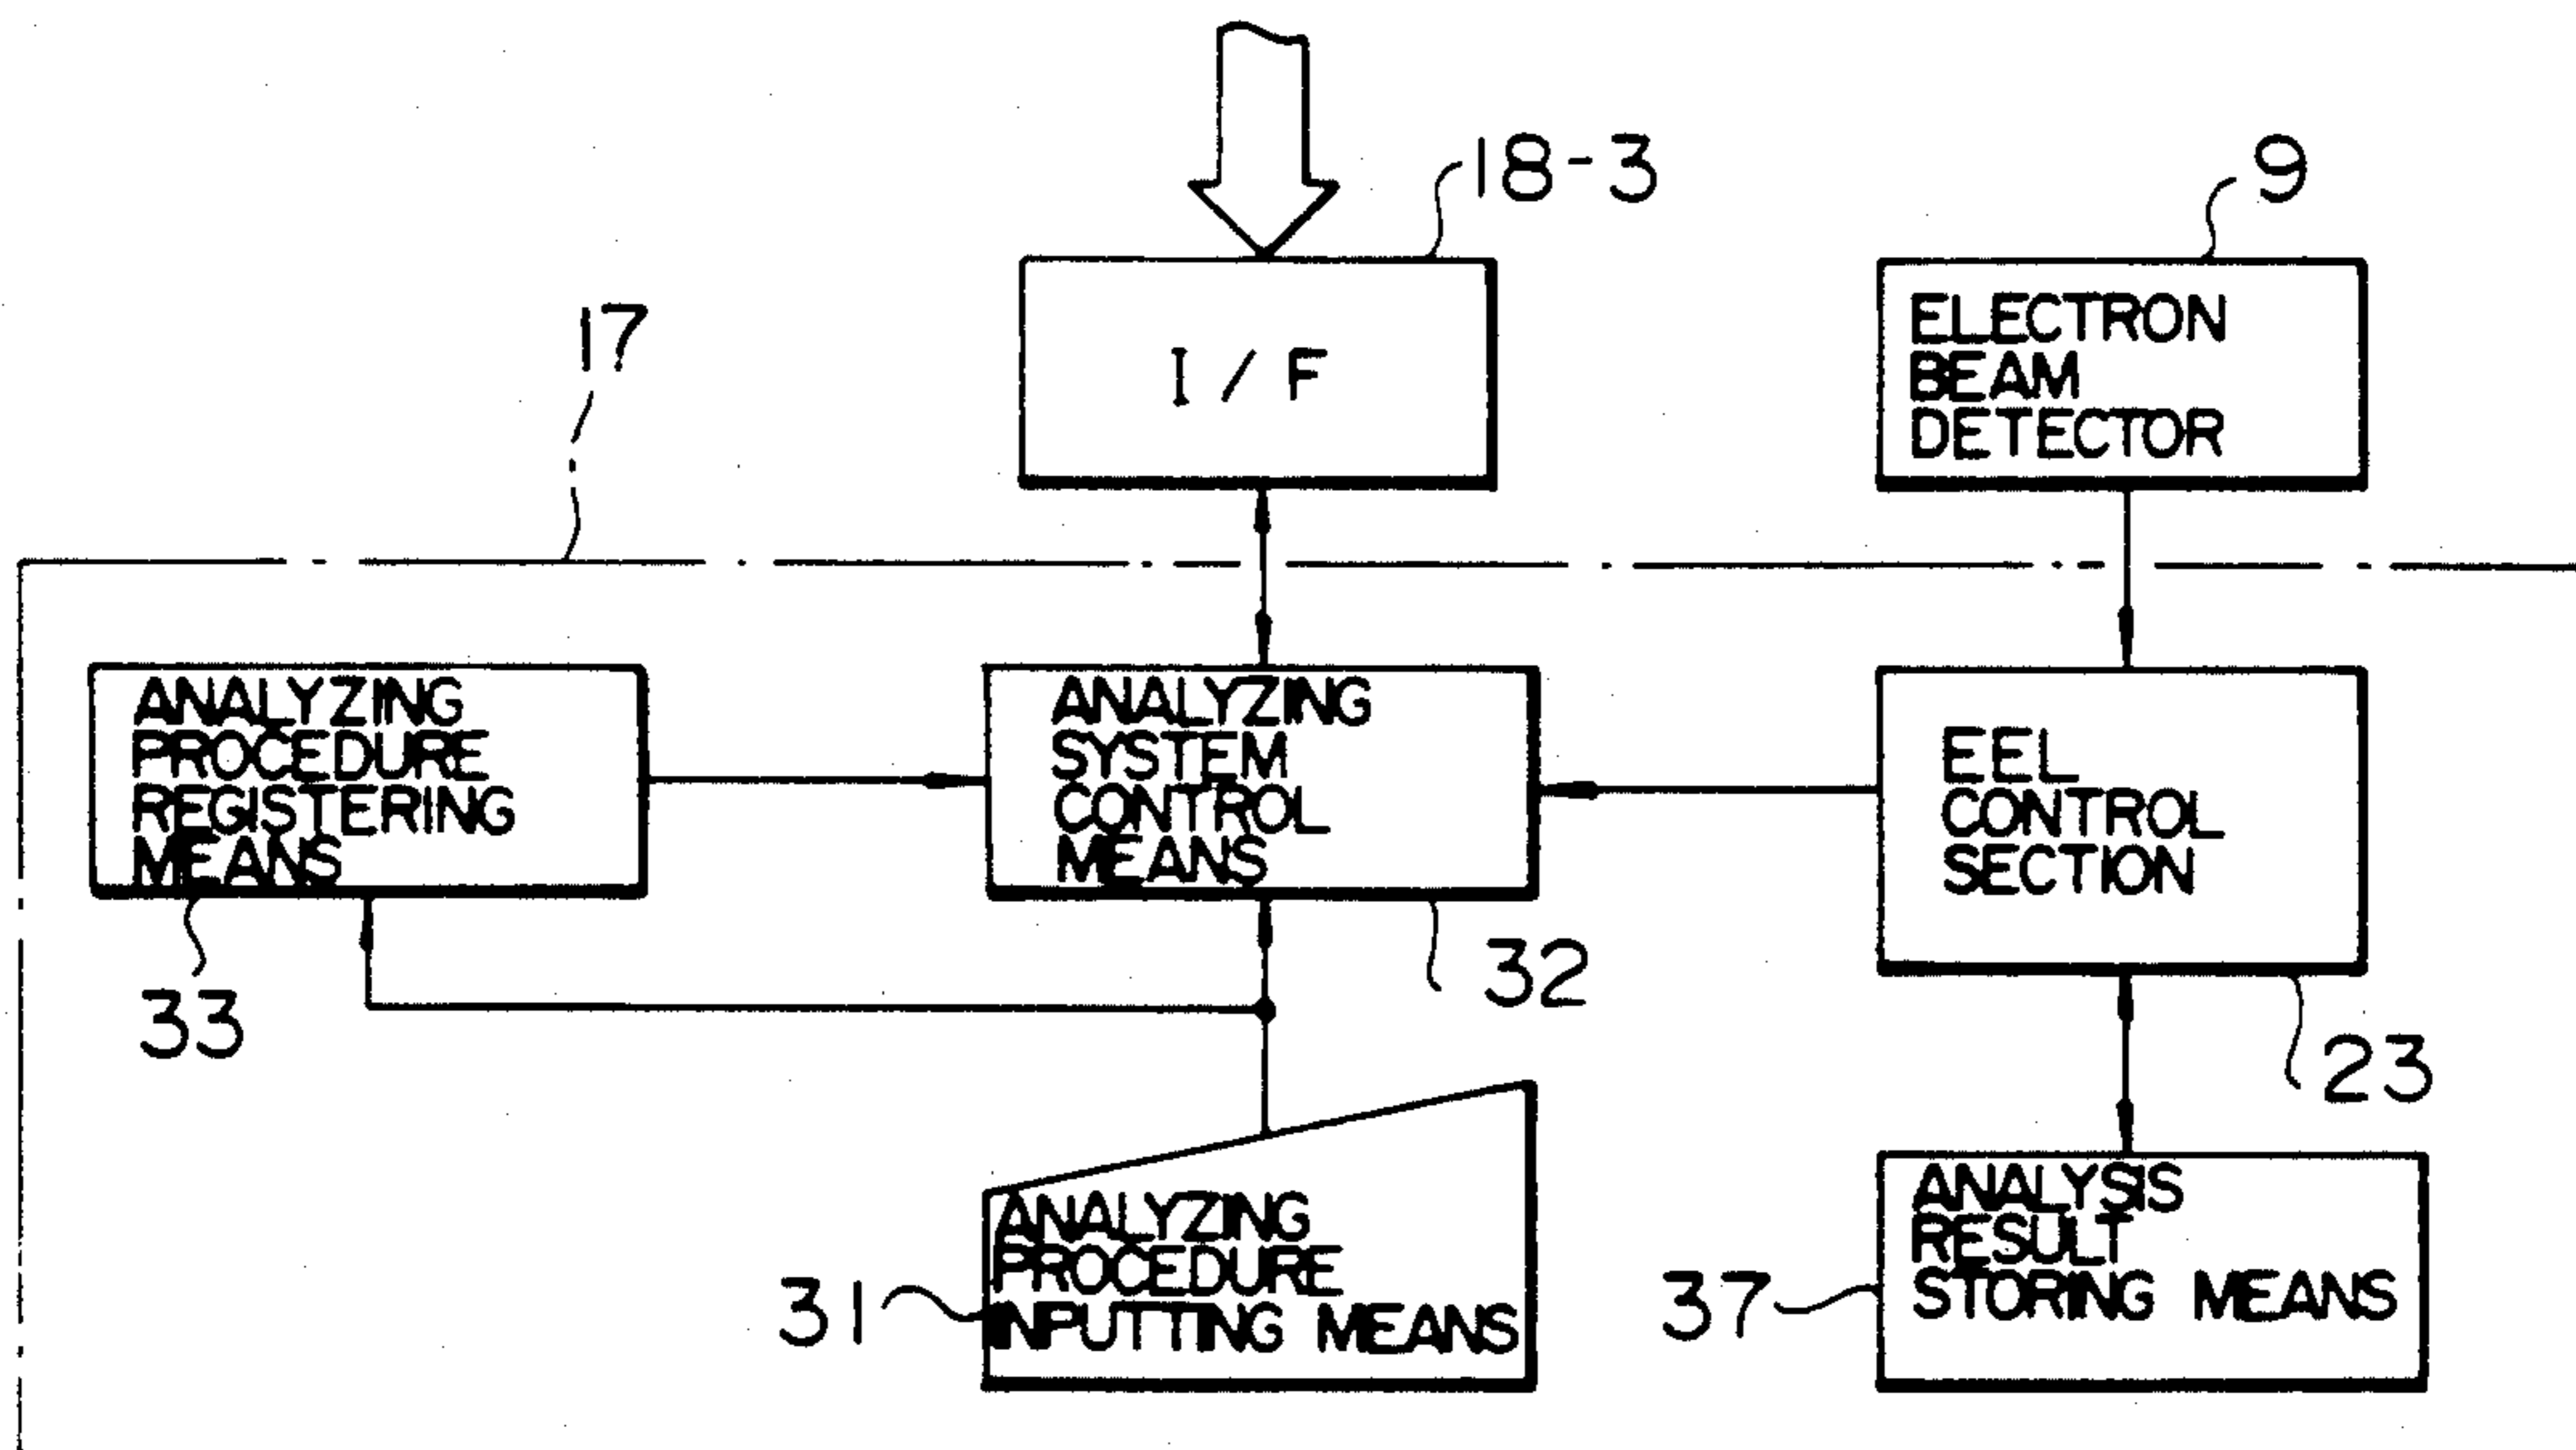 18-3
9
17
I / F
ELECTRON
BEAM
DETECTOR
ANALYZING
PROCEDURE
REGISTERING
MEANS
ANALYZING
SYSTEM
CONTROL
MEANS
EEL
CONTROL
SECTION
33
32
23
ANALYZING
PROCEDURE
INPUTTING MEANS
31
37
ANALYSIS
RESULT
STORING MEANS